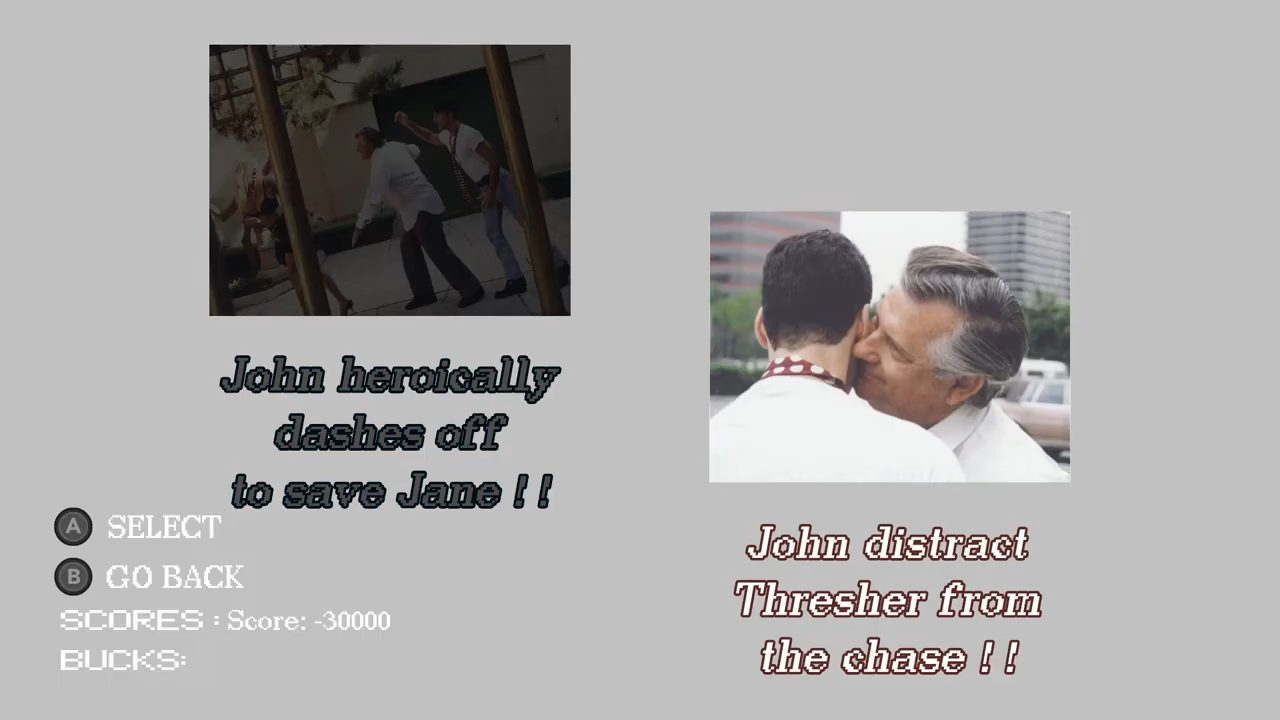 John heroically
dashes off
to save Jane ! !
A SELECT
B GO BACK
SCORES : Score: -30000
BUCKS:
John distract
Thresher from
the chase ! !